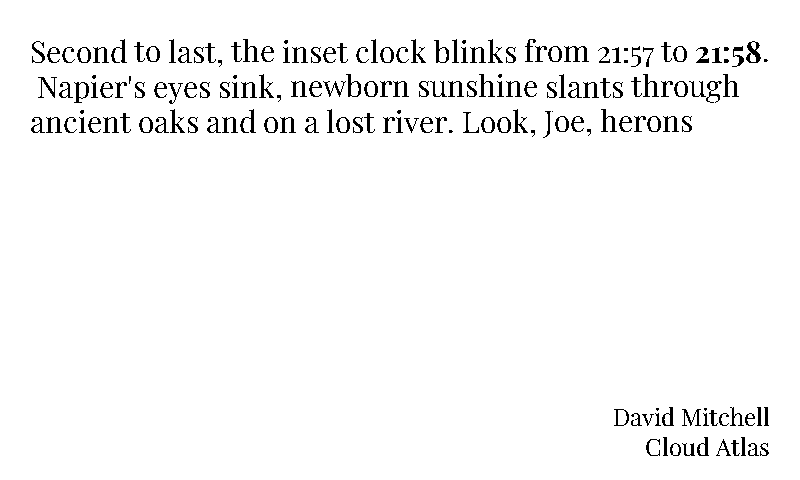 Second to last, the inset clock blinks from 21:57 to 21:58.
Napier's eyes sink, newborn sunshine slants through
ancient oaks and on a lost river. Look, Joe, herons
David Mitchell
Cloud Atlas